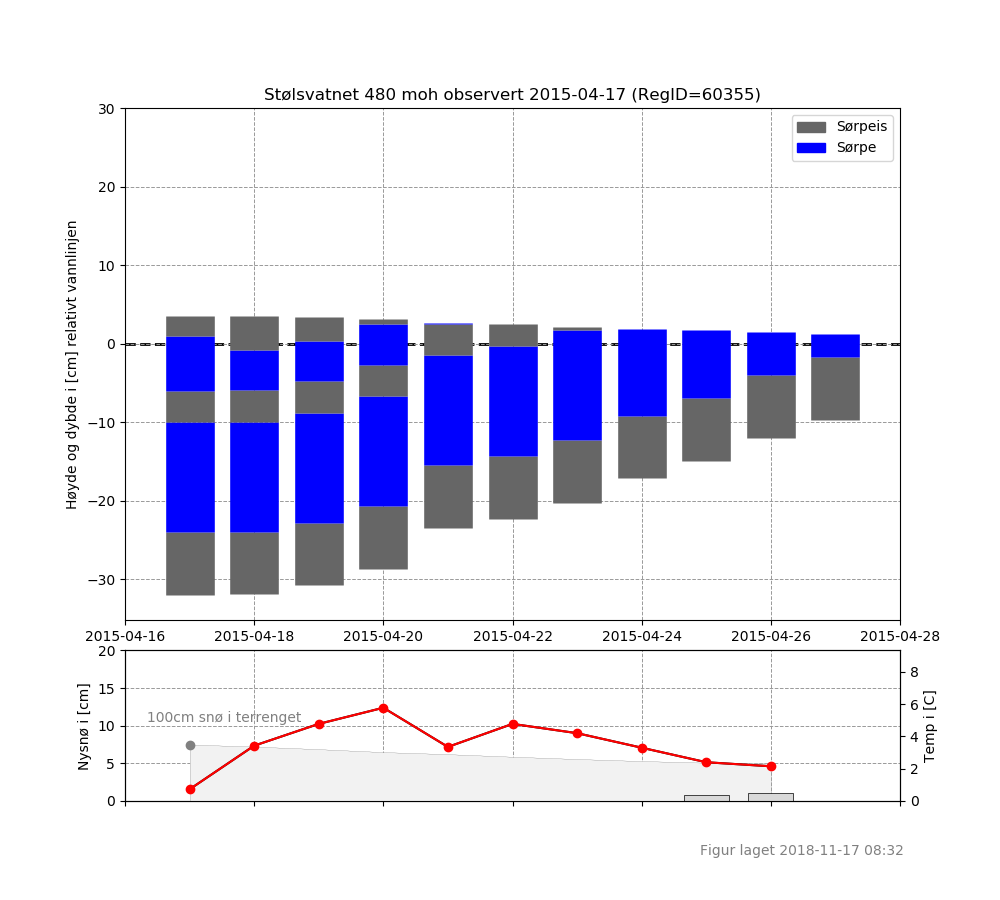 Stølsvatnet 480 moh observert 2015-04-17 (RegID=60355)
Høyde og dybde i [cm] relativt vannlinjen
30
20
10
0
−10
−20
−30
Sørpeis
Sørpe
2015-04-16 2015-04-18 2015-04-20 2015-04-22 2015-04-24 2015-04-26 2015-04-28
Nysnø i [cm]
20
15
10
5
0
100cm snø i terrenget
8
6
4
2
0
Temp i [C]
Figur laget 2018-11-17 08:32